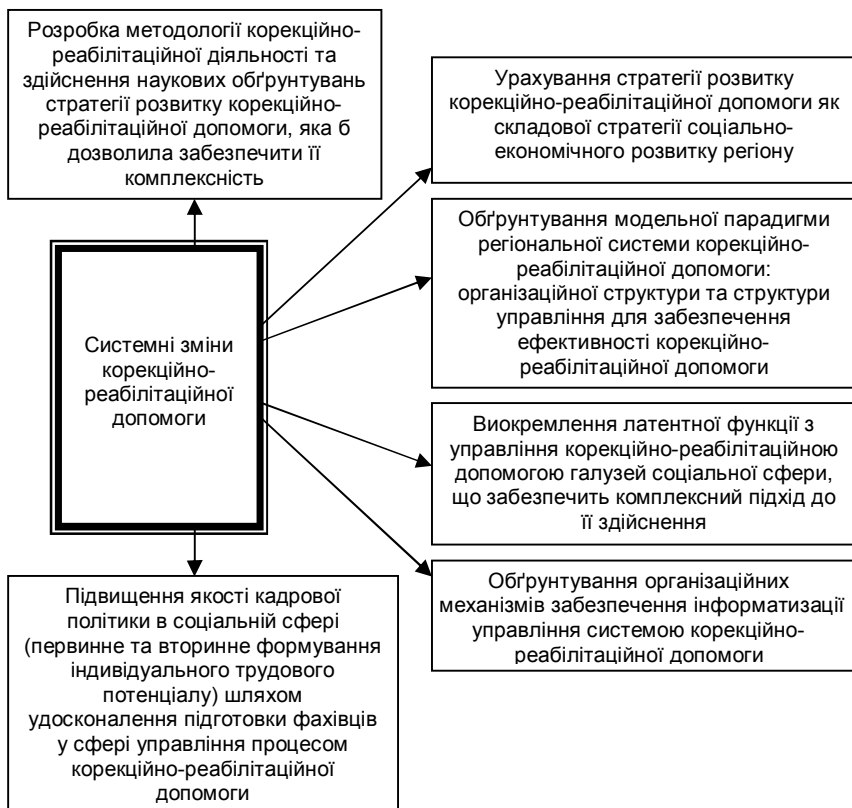 Розробка методології корекційно-
реабілітаційної діяльності та
здійснення наукових обґрунтувань
стратегії розвитку корекційно-
реабілітаційної допомоги, яка б
дозволила забезпечити її
комплексність
Урахування стратегії розвитку
корекційно-реабілітаційної допомоги як
складової стратегії соціально-
економічного розвитку регіону
Обґрунтування модельної парадигми
регіональної системи корекційно-
реабілітаційної допомоги:
організаційної структури та структури
управління для забезпечення
ефективності корекційно-
реабілітаційної допомоги
Системні зміни
корекційно-
реабілітаційної
допомоги
Виокремлення латентної функції з
управління корекційно-реабілітаційною
допомогою галузей соціальної сфери,
що забезпечить комплексний підхід до
її здійснення
Обґрунтування організаційних
механізмів забезпечення інформатизації
управління системою корекційно-
реабілітаційної допомоги
Підвищення якості кадрової
політики в соціальній сфері
(первинне та вторинне формування
індивідуального трудового
потенціалу) шляхом
удосконалення підготовки фахівців
у сфері управління процесом
корекційно-реабілітаційної
допомоги